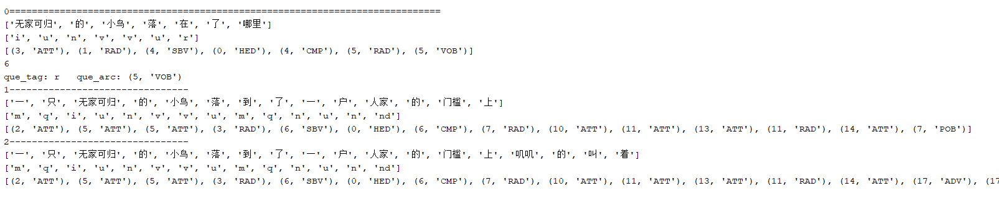 0=============================================================================
['无家可归', '的', '小鸟', '落', '在', '了', '哪里']
['i', 'u', 'n', 'v', 'v', 'u', 'r']
[(3, 'ATT'), (1, 'RAD'), (4, 'SBV'), (0, 'HED'), (4, 'CMP'), (5, 'RAD'), (5, 'VOB')]
6
que_tag: r   que_arc: (5, 'VOB')
1--------------------------------
['一', '只', '无家可归', '的', '小鸟', '落', '到', '了', '一', '户', '人家', '的', '门槛', '上']
['m', 'q', 'i', 'u', 'n', 'v', 'v', 'u', 'm', 'q', 'n', 'u', 'n', 'nd']
[(2, 'ATT'), (5, 'ATT'), (5, 'ATT'), (3, 'RAD'), (6, 'SBV'), (0, 'HED'), (6, 'CMP'), (7, 'RAD'), (10, 'ATT'), (11, 'ATT'), (13, 'ATT'), (11, 'RAD'), (14, 'ATT'), (7, 'POB')]
2--------------------------------
['一', '只', '无家可归', '的', '小鸟', '落', '到', '了', '一', '户', '人家', '的', '门槛', '上', '叽叽', '的', '叫', '着']
['m', 'q', 'i', 'u', 'n', 'v', 'v', 'u', 'm', 'q', 'n', 'u', 'n', 'nd']
[(2, 'ATT'), (5, 'ATT'), (5, 'ATT'), (3, 'RAD'), (6, 'SBV'), (0, 'HED'), (6, 'CMP'), (7, 'RAD'), (10, 'ATT'), (11, 'ATT'), (13, 'ATT'), (11, 'RAD'), (14, 'ATT'), (17, 'ADV'), (17